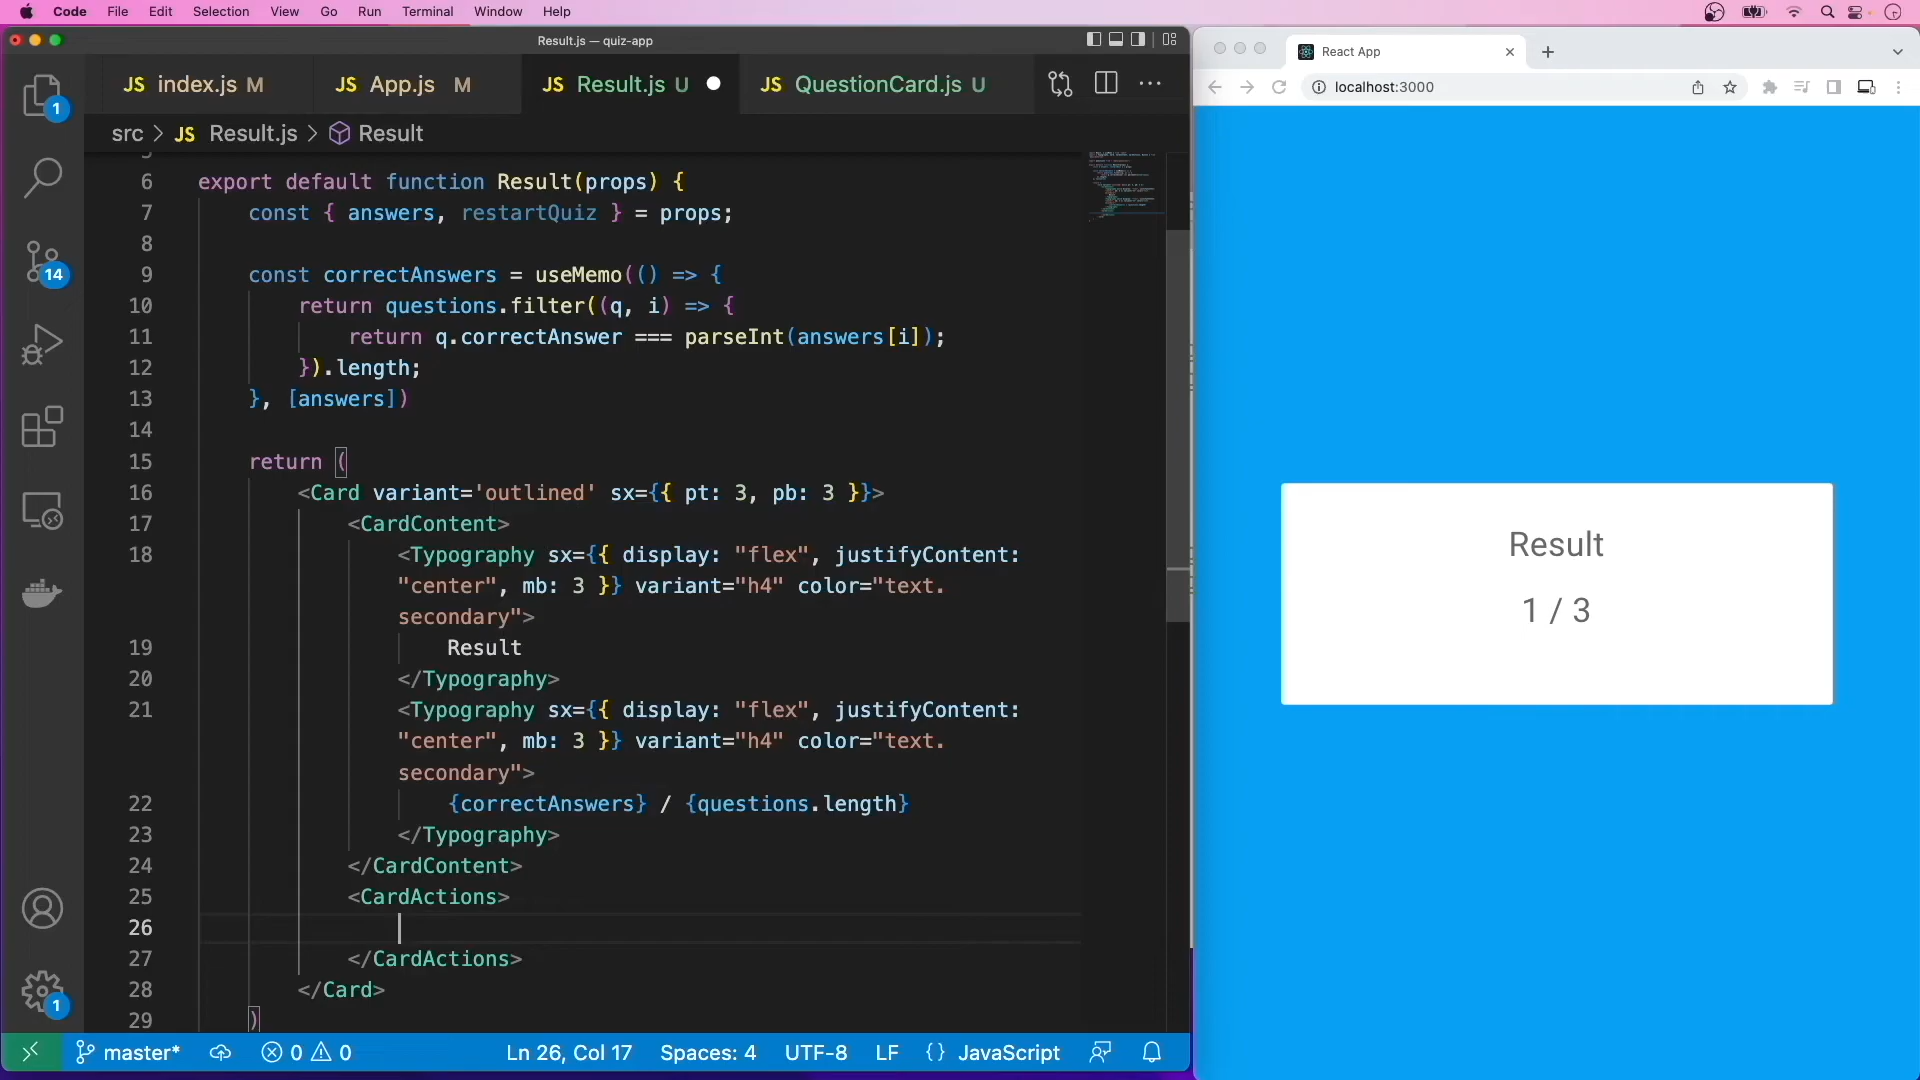 Code File Edit Selection View Go Run Terminal Window Help
Result.js — quiz-app
JS index.js M JS App.js M JS Result.js U JS QuestionCard.js U
src > JS Result.js > Result
6 export default function Result(props) {
7 const { answers, restartQuiz } = props;
8
9 const correctAnswers = useMemo(() => {
10 return questions.filter((q, i) => {
11 return q.correctAnswer === parseInt(answers[i]);
12 }).length;
13 }, [answers])
14
15 return (
16 <Card variant='outlined' sx={{ pt: 3, pb: 3 }}>
17 <CardContent>
18 <Typography sx={{ display: "flex", justifyContent:
"center", mb: 3 }} variant="h4" color="text.
secondary">
19 Result
20 </Typography>
21 <Typography sx={{ display: "flex", justifyContent:
"center", mb: 3 }} variant="h4" color="text.
secondary">
22 {correctAnswers} / {questions.length}
23 </Typography>
24 </CardContent>
25 <CardActions>
26
27 </CardActions>
28 </Card>
29 )
1
14
1
master* 0 0 Ln 26, Col 17 Spaces: 4 UTF-8 LF {} JavaScript
React App
localhost:3000
Result
1 / 3